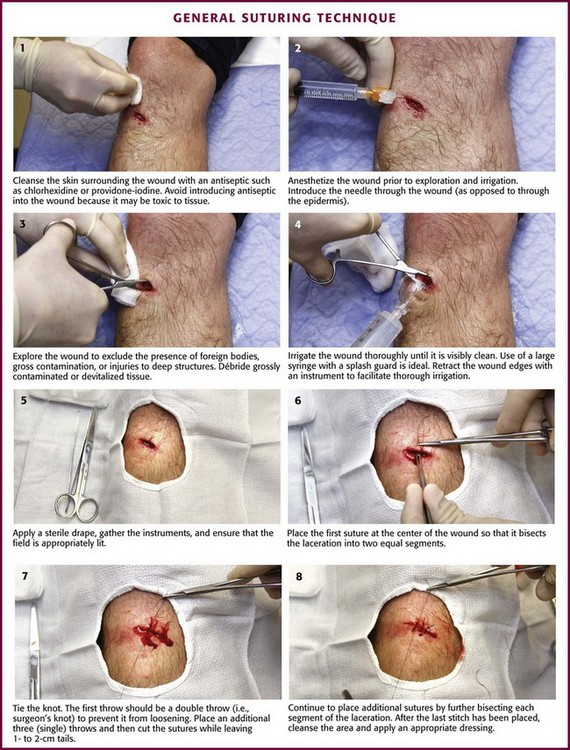 GENERAL SUTURING TECHNIQUE
1
Cleanse the skin surrounding the wound with an antiseptic such
as chlorhexidine or providone-iodine. Avoid introducing antiseptic
into the wound because it may be toxic to tissue.
2
Anesthetize the wound prior to exploration and irrigation.
Introduce the needle through the wound (as opposed to through
the epidermis).
3
Explore the wound to exclude the presence of foreign bodies,
gross contamination, or injuries to deep structures. Débride grossly
contaminated or devitalized tissue.
4
Irrigate the wound thoroughly until it is visibly clean. Use of a large
syringe with a splash guard is ideal. Retract the wound edges with
an instrument to facilitate thorough irrigation.
5
Apply a sterile drape, gather the instruments, and ensure that the
field is appropriately lit.
6
Place the first suture at the center of the wound so that it bisects
the laceration into two equal segments.
7
Tie the knot. The first throw should be a double throw (i.e.,
surgeon's knot) to prevent it from loosening. Place an additional
three (single) throws and then cut the sutures while leaving
1- to 2-cm tails.
8
Continue to place additional sutures by further bisecting each
segment of the laceration. After the last stitch has been placed,
cleanse the area and apply an appropriate dressing.